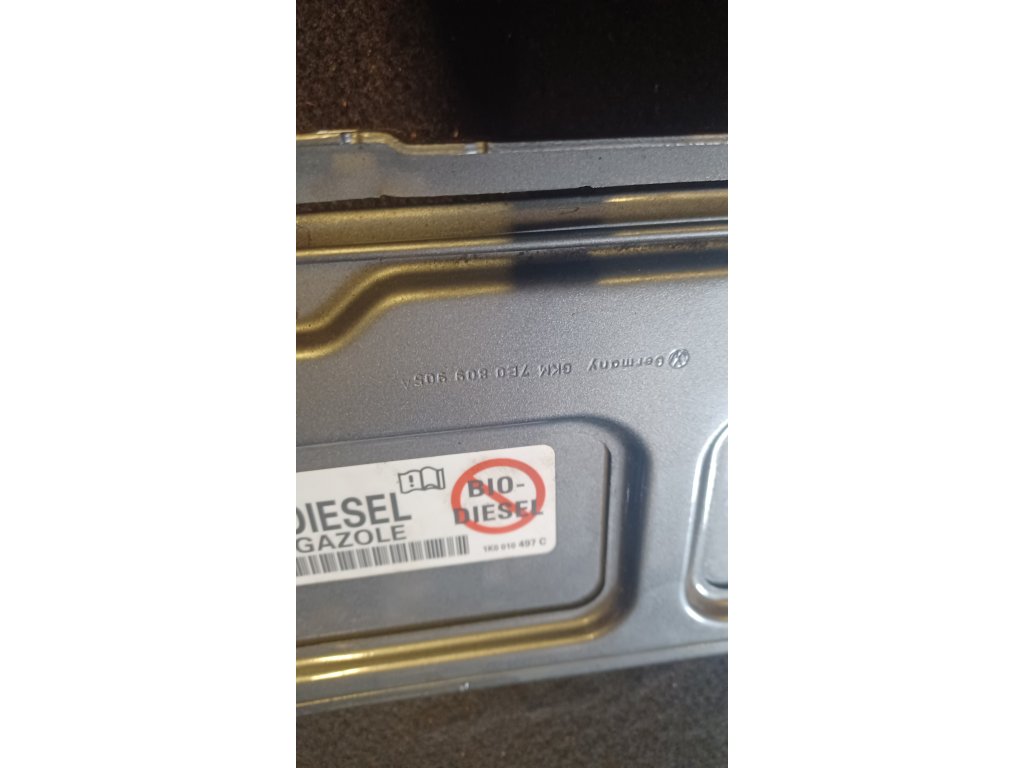 Germany GKM 7E0 809 905A
DIESEL
GAZOLE
BIO-
DIESEL
1K0 010 497 C